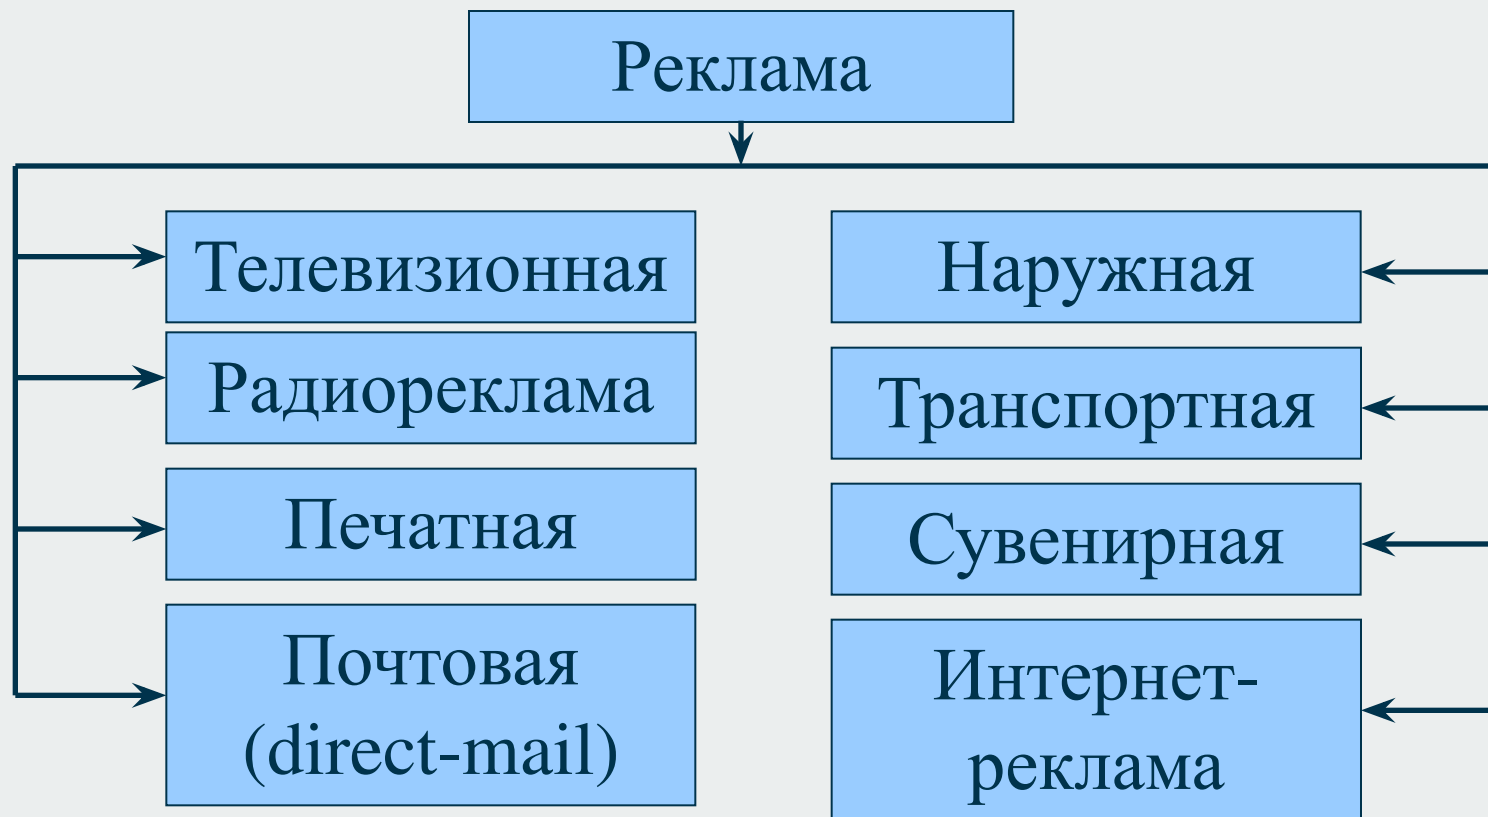 Реклама
Телевизионная
Радиореклама
Печатная
Почтовая
(direct-mail)
Наружная
Транспортная
Сувенирная
Интернет-
реклама